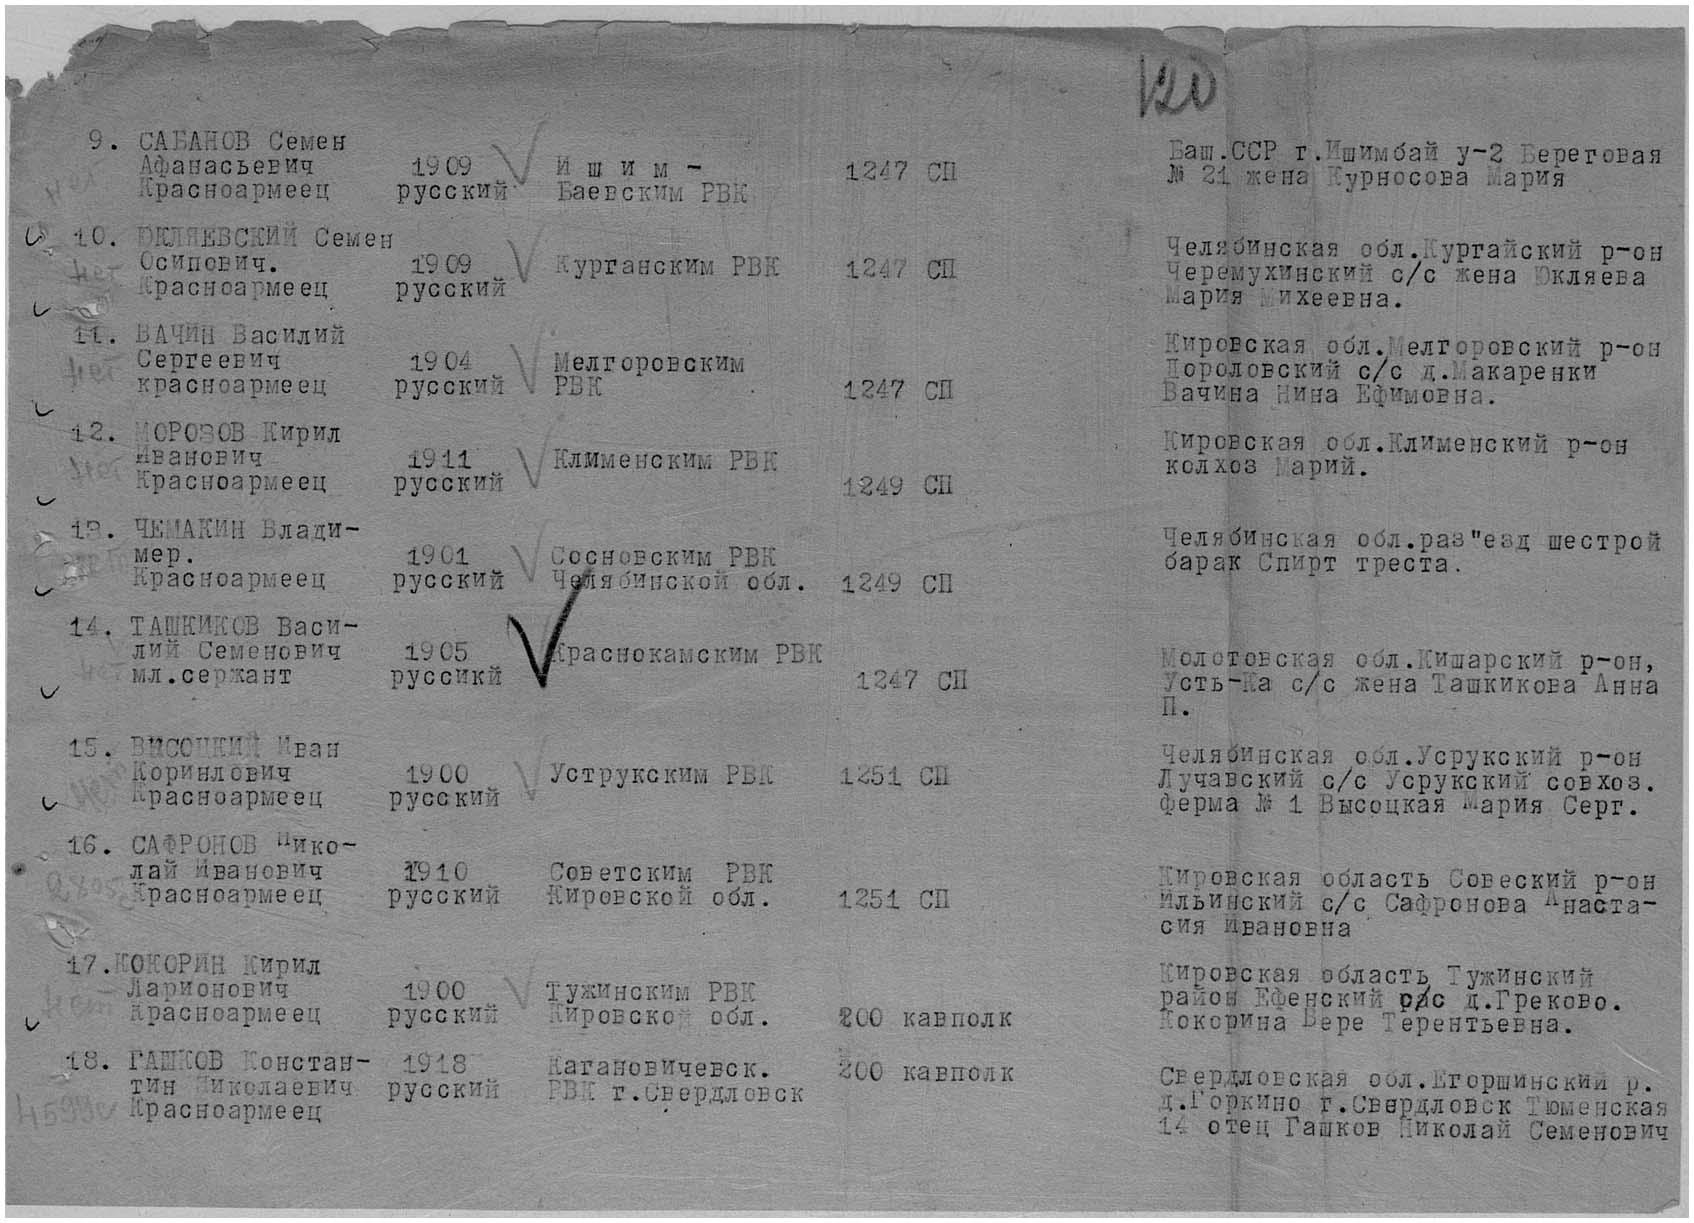 120
9. САБАНОВ Семен
Афанасьевич 1909 И ш и м - 1247 СП Баш.ССР г.Ишимбай у-2 Береговая
Красноармеец русский Баевским РВК № 21 жена Курносова Мария
нет
10. ЮКЛЯЕВСКИЙ Семен
Осипович. 1909 Курганским РВК 1247 СП Челябинская обл.Кургайский р-он
Красноармеец русский Черемухинский с/с жена Юкляева
Мария Михеевна.
нет
11. ВАЧИН Василий
Сергеевич 1904 Мелгоровским Кировская обл.Мелгоровский р-он
красноармеец русский РВК 1247 СП Пороловский с/с д.Макаренки
Вачина Нина Ефимовна.
нет
12. МОРОЗОВ Кирил
Иванович 1911 Клименским РВК Кировская обл.Клименский р-он
Красноармеец русский 1249 СП колхоз Марий.
нет
13. ЧЕМАКИН Влади-
мер. 1901 Сосновским РВК Челябинская обл.раз"езд шестрой
Красноармеец русский Челябинской обл. 1249 СП барак Спирт треста.
14. ТАШКИКОВ Васи-
лий Семенович 1905 Краснокамским РВК Молотовская обл.Кишарский р-он,
мл.сержант руссикй 1247 СП Усть-Ка с/с жена Ташкикова Анна
П.
нет
15. ВИСОЦКИЙ Иван
Коринлович 1900 Уструкским РВК 1251 СП Челябинская обл.Усрукский р-он
Красноармеец русский Лучавский с/с Усрукский совхоз.
ферма № 1 Высоцкая Мария Серг.
нет
16. САФРОНОВ Нико-
лай Иванович 1910 Советским РВК Кировская область Совеский р-он
Красноармеец русский Кировской обл. 1251 СП Ильинский с/с Сафронова Анаста-
сия Ивановна
17.КОКОРИН Кирил
Ларионович 1900 Тужинским РВК Кировская область Тужинский
Красноармеец русский Кировской обл. 200 кавполк район Ефенский с/с д.Греково.
Кокорина Вере Терентьевна.
нет
18. ГАШКОВ Констан- 1918 Кагановичевск. 200 кавполк
тин Николаевич русский РВК г.Свердловск Свердловская обл.Егоршинский р.
Красноармеец д.Горкино г.Свердловск Тюменская
14 отец Гашков Николай Семенович